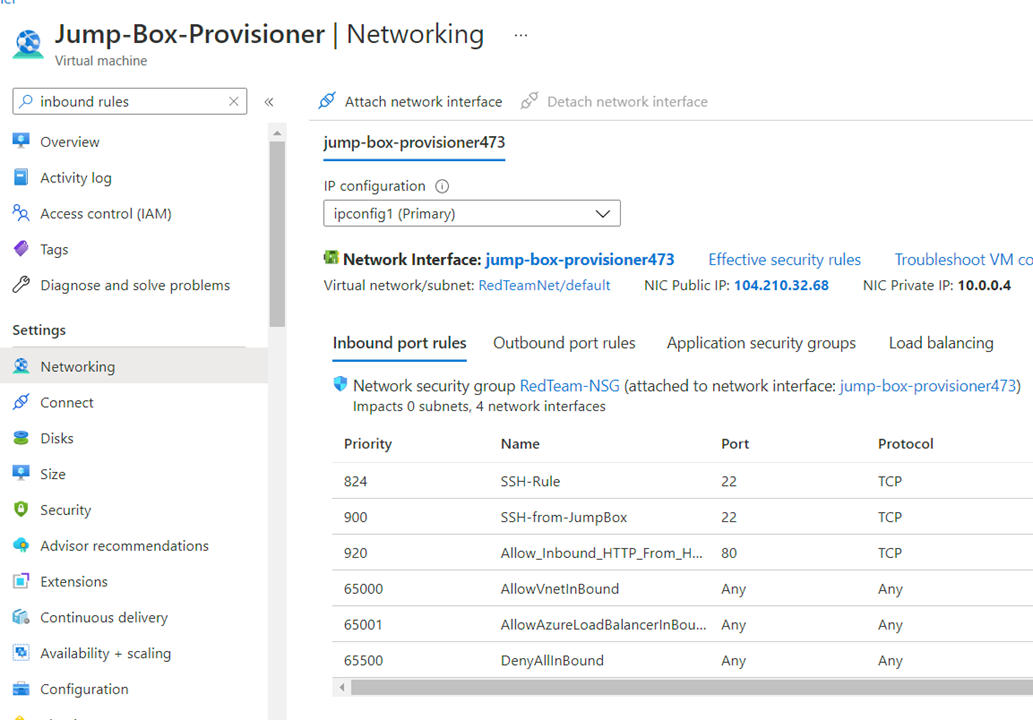 Jump-Box-Provisioner | Networking ...
Virtual machine
inbound rules
Overview
Activity log
Access control (IAM)
Tags
Diagnose and solve problems
Settings
Networking
Connect
Disks
Size
Security
Advisor recommendations
Extensions
Continuous delivery
Availability + scaling
Configuration
Attach network interface Detach network interface
jump-box-provisioner473
IP configuration
ipconfig1 (Primary)
Network Interface: jump-box-provisioner473 Effective security rules Troubleshoot VM co
Virtual network/subnet: RedTeamNet/default NIC Public IP: 104.210.32.68 NIC Private IP: 10.0.0.4
Inbound port rules Outbound port rules Application security groups Load balancing
Network security group RedTeam-NSG (attached to network interface: jump-box-provisioner473)
Impacts 0 subnets, 4 network interfaces
Priority Name Port Protocol
824 SSH-Rule 22 TCP
900 SSH-from-JumpBox 22 TCP
920 Allow_Inbound_HTTP_From_H... 80 TCP
65000 AllowVnetInBound Any Any
65001 AllowAzureLoadBalancerInBou... Any Any
65500 DenyAllInBound Any Any